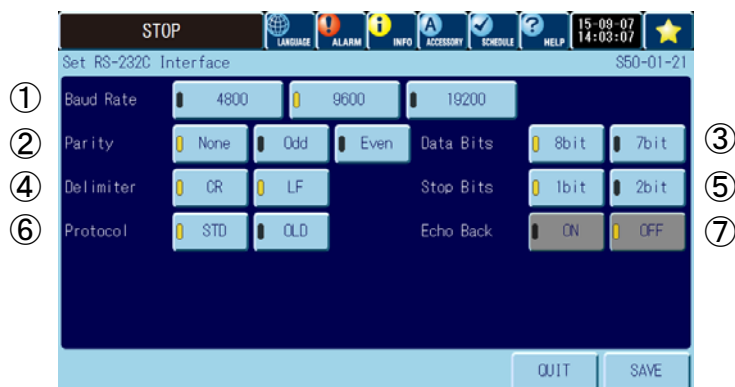 STOP LANGUAGE ALARM INFO ACCESSORY SCHEDULE HELP 15-09-07
14:03:07
Set RS-232C Interface S50-01-21
① Baud Rate 4800 9600 19200
② Parity None Odd Even Data Bits 8bit 7bit ③
④ Delimiter CR LF Stop Bits 1bit 2bit ⑤
⑥ Protocol STD OLD Echo Back ON OFF ⑦
QUIT SAVE